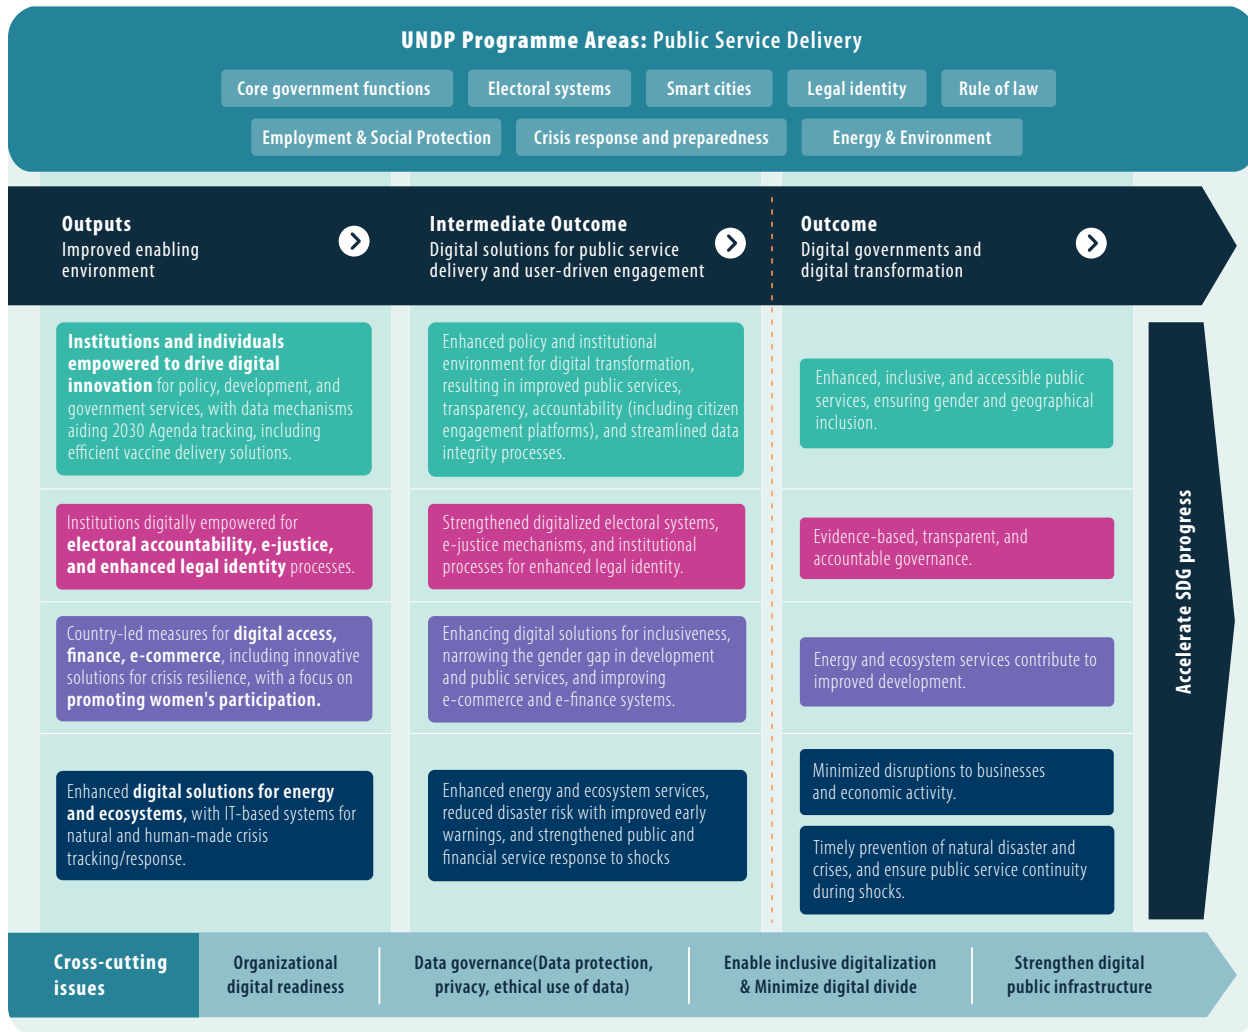 UNDP Programme Areas: Public Service Delivery
Core government functions
Electoral systems
Smart cities
Legal identity
Rule of law
Employment & Social Protection
Crisis response and preparedness
Energy & Environment
Outputs
Improved enabling
environment
Intermediate Outcome
Digital solutions for public service
delivery and user-driven engagement
Outcome
Digital governments and
digital transformation
Institutions and individuals
empowered to drive digital
innovation for policy, development, and
government services, with data mechanisms
aiding 2030 Agenda tracking, including
efficient vaccine delivery solutions.
Enhanced policy and institutional
environment for digital transformation,
resulting in improved public services,
transparency, accountability (including citizen
engagement platforms), and streamlined data
integrity processes.
Enhanced, inclusive, and accessible public
services, ensuring gender and geographical
inclusion.
Institutions digitally empowered for
electoral accountability, e-justice,
and enhanced legal identity processes.
Strengthened digitalized electoral systems,
e-justice mechanisms, and institutional
processes for enhanced legal identity.
Evidence-based, transparent, and
accountable governance.
Country-led measures for digital access,
finance, e-commerce, including innovative
solutions for crisis resilience, with a focus on
promoting women's participation.
Enhancing digital solutions for inclusiveness,
narrowing the gender gap in development
and public services, and improving
e-commerce and e-finance systems.
Energy and ecosystem services contribute to
improved development.
Enhanced digital solutions for energy
and ecosystems, with IT-based systems for
natural and human-made crisis
tracking/response.
Enhanced energy and ecosystem services,
reduced disaster risk with improved early
warnings, and strengthened public and
financial service response to shocks
Minimized disruptions to businesses
and economic activity.
Timely prevention of natural disaster and
crises, and ensure public service continuity
during shocks.
Accelerate SDG progress
Cross-cutting
issues
Organizational
digital readiness
Data governance(Data protection,
privacy, ethical use of data)
Enable inclusive digitalization
& Minimize digital divide
Strengthen digital
public infrastructure